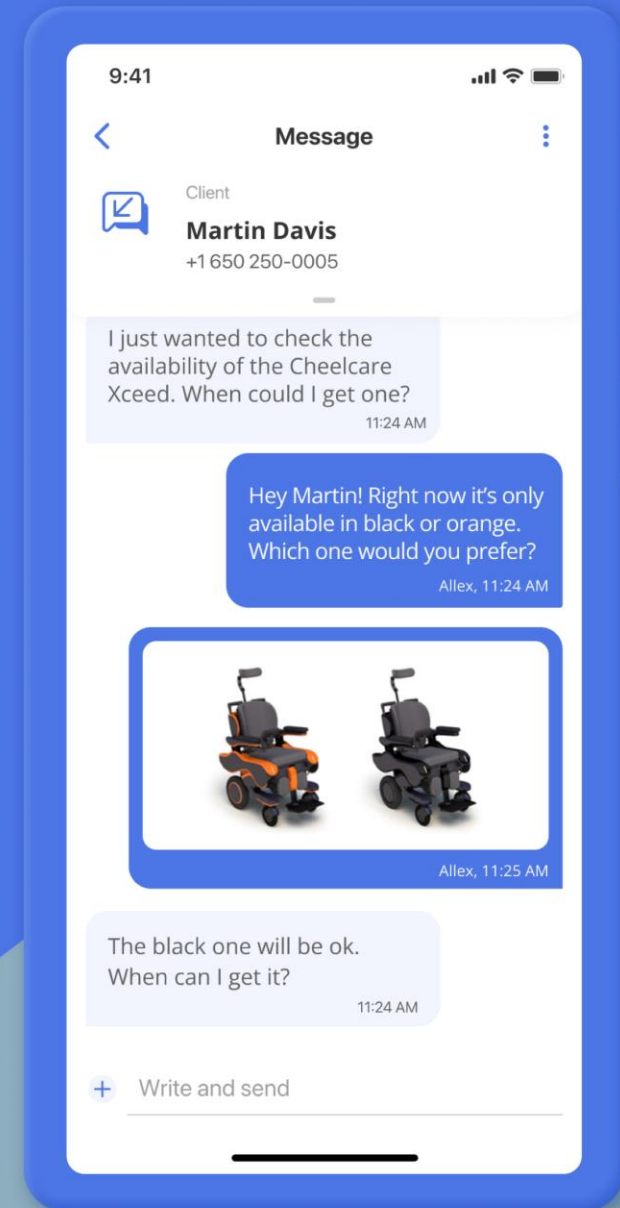 9:41
Message
Client
Martin Davis
+1 650 250-0005
I just wanted to check the
availability of the Cheelcare
Xceed. When could I get one?
11:24 AM
Hey Martin! Right now it's only
available in black or orange.
Which one would you prefer?
Allex, 11:24 AM
Allex, 11:25 AM
The black one will be ok.
When can I get it?
11:24 AM
Write and send